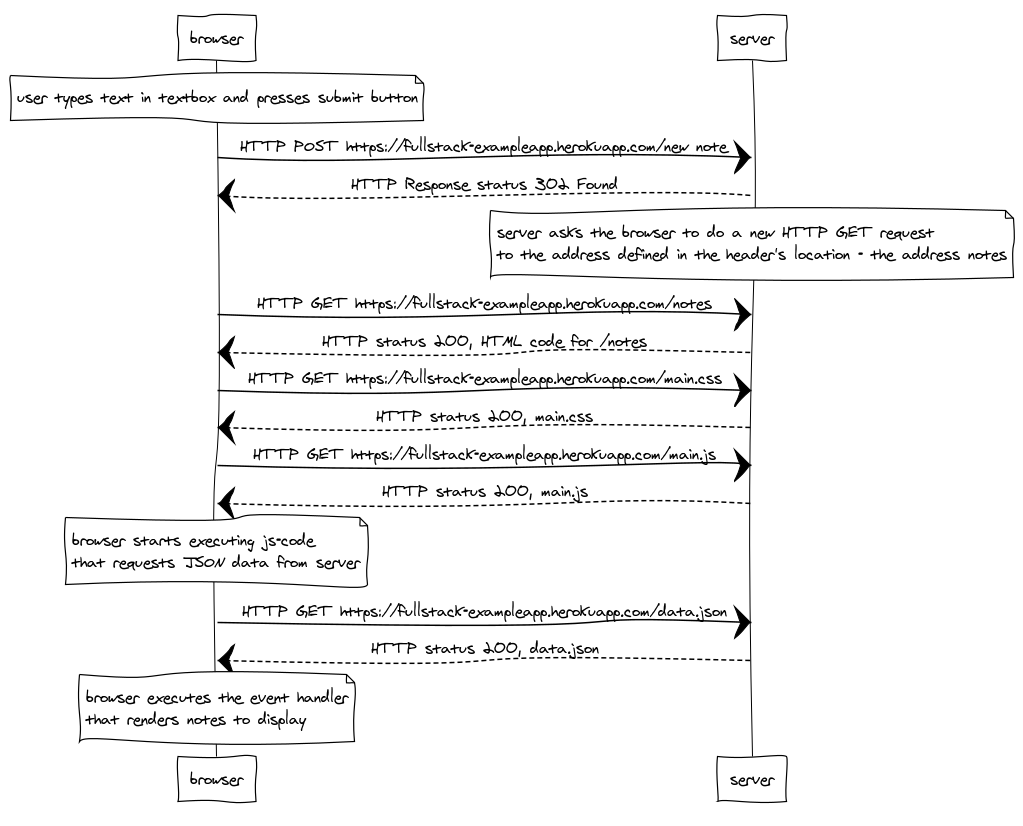 browser
server
user types text in textbox and presses submit button
HTTP POST https://fullstack-exampleapp.herokuapp.com/new note
HTTP Response status 302 Found
server asks the browser to do a new HTTP GET request
to the address defined in the header's location - the address notes
HTTP GET https://fullstack-exampleapp.herokuapp.com/notes
HTTP status 200, HTML code for /notes
HTTP GET https://fullstack-exampleapp.herokuapp.com/main.css
HTTP status 200, main.css
HTTP GET https://fullstack-exampleapp.herokuapp.com/main.js
HTTP status 200, main.js
browser starts executing js-code
that requests JSON data from server
HTTP GET https://fullstack-exampleapp.herokuapp.com/data.json
HTTP status 200, data.json
browser executes the event handler
that renders notes to display
browser
server